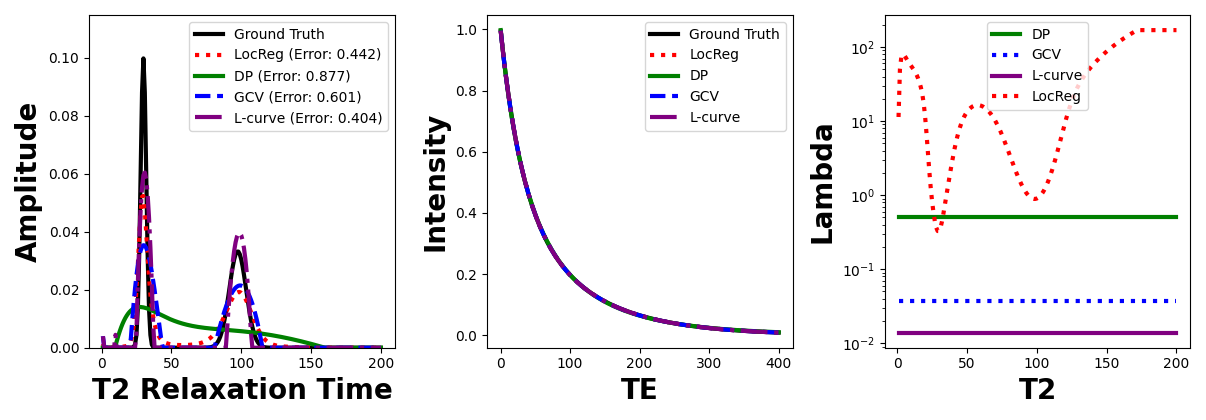 Amplitude
0.10
0.08
0.06
0.04
0.02
0.00
Ground Truth
LocReg (Error: 0.442)
DP (Error: 0.877)
GCV (Error: 0.601)
L-curve (Error: 0.404)
0 50 100 150 200
T2 Relaxation Time
Intensity
1.0
0.8
0.6
0.4
0.2
0.0
Ground Truth
LocReg
DP
GCV
L-curve
0 100 200 300 400
TE
Lambda
10²
10¹
10⁰
10⁻¹
10⁻²
DP
GCV
L-curve
LocReg
0 50 100 150 200
T2